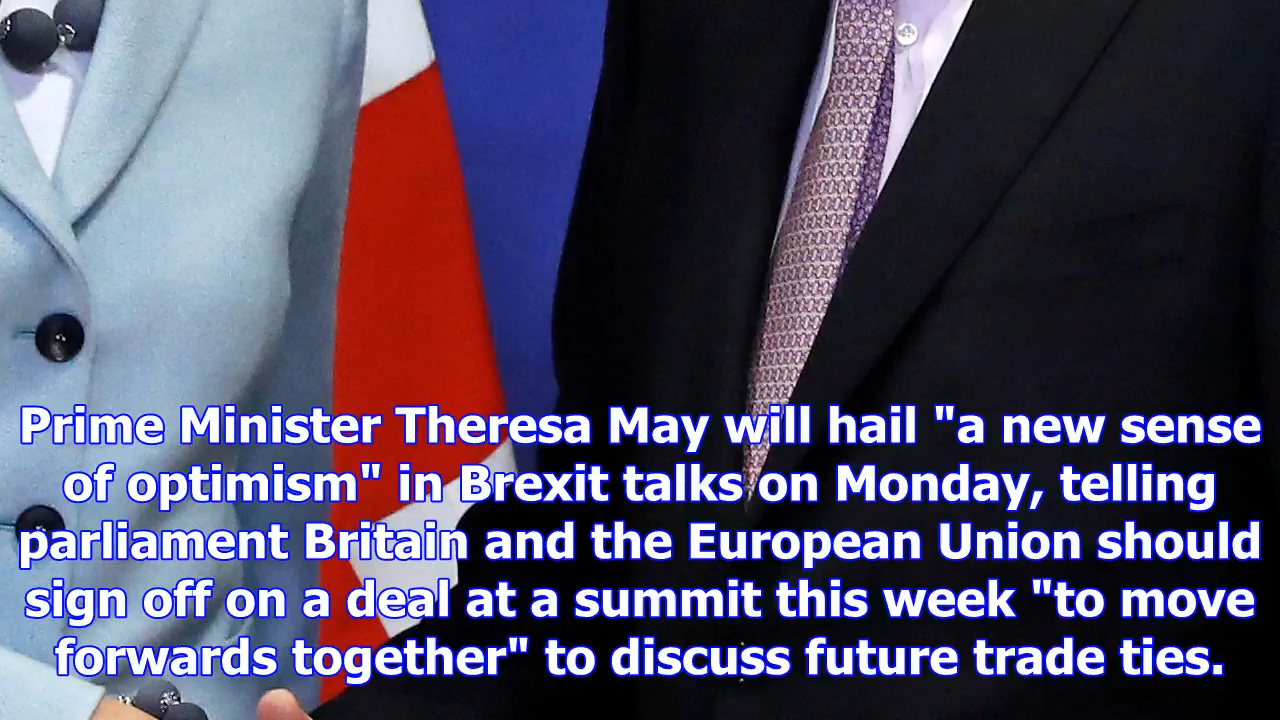 Prime Minister Theresa May will hail "a new sense
of optimism" in Brexit talks on Monday, telling
parliament Britain and the European Union should
sign off on a deal at a summit this week "to move
forwards together" to discuss future trade ties.